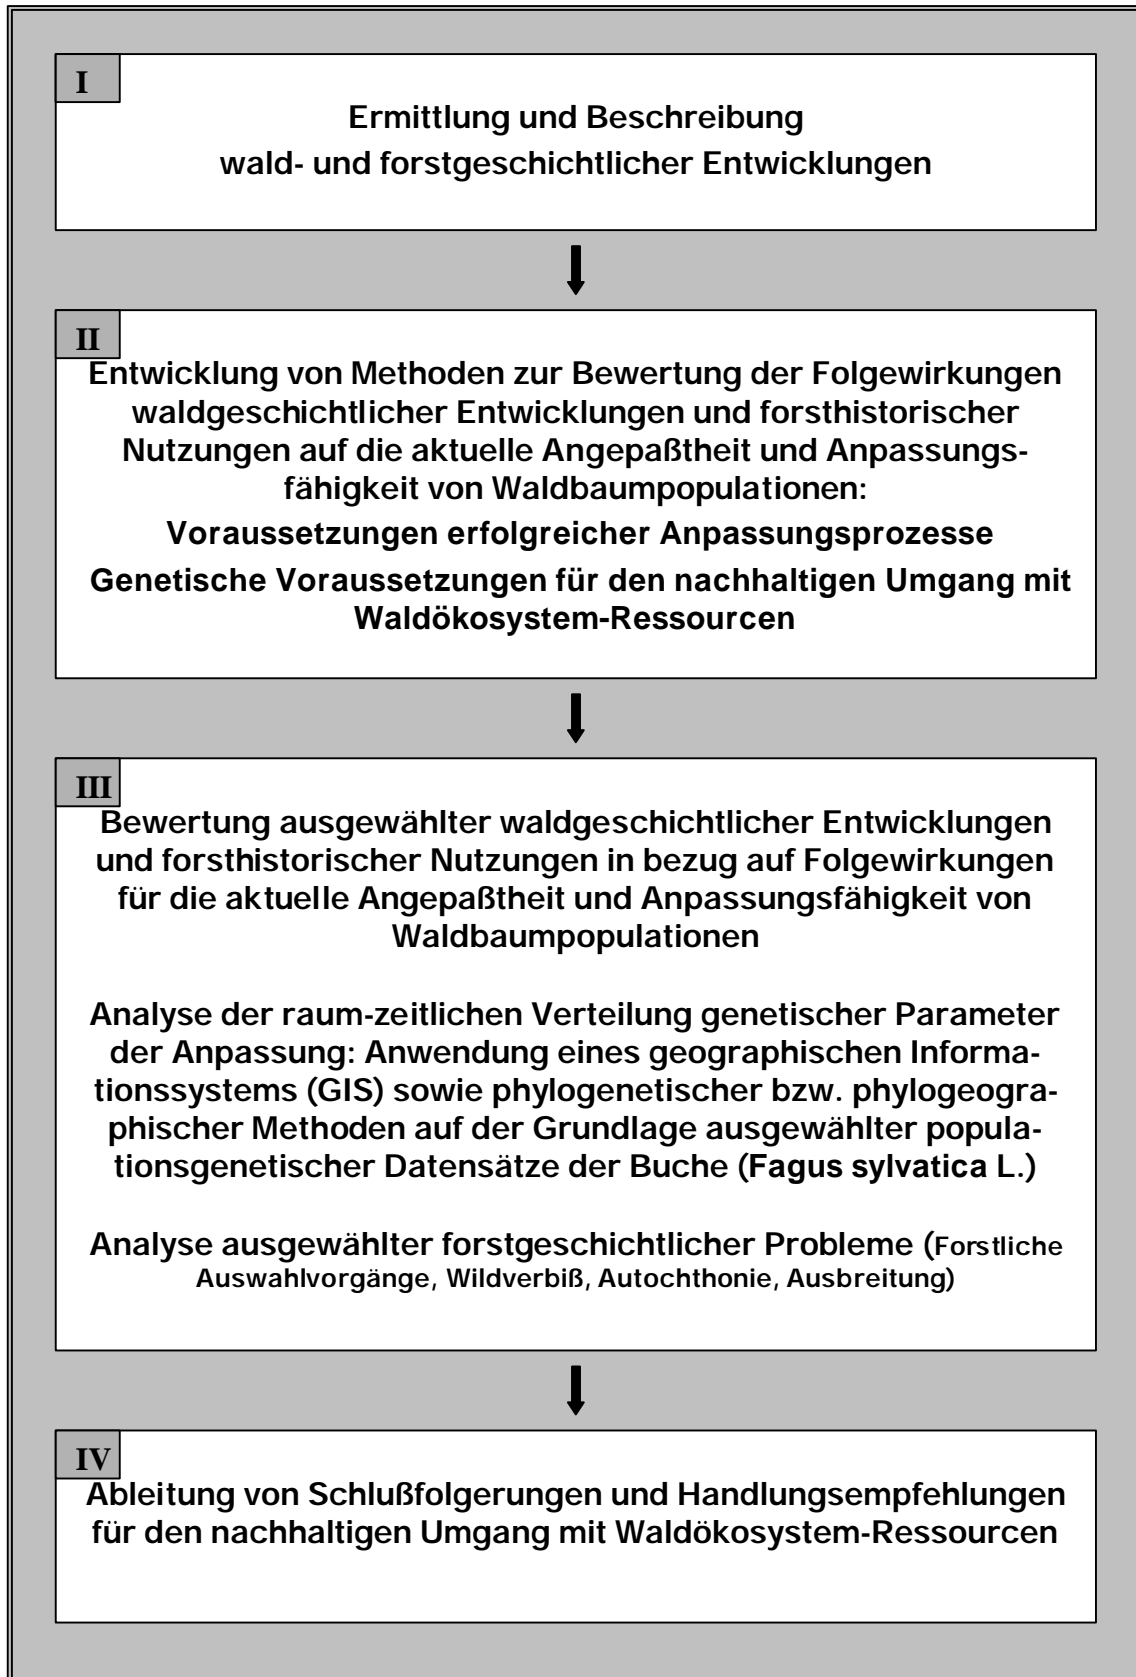 I
Ermittlung und Beschreibung
wald- und forstgeschichtlicher Entwicklungen
II
Entwicklung von Methoden zur Bewertung der Folgewirkungen
waldgeschichtlicher Entwicklungen und forsthistorischer
Nutzungen auf die aktuelle Angepaßtheit und Anpassungs-
fähigkeit von Waldbaumpopulationen:
Voraussetzungen erfolgreicher Anpassungsprozesse
Genetische Voraussetzungen für den nachhaltigen Umgang mit
Waldökosystem-Ressourcen
III
Bewertung ausgewählter waldgeschichtlicher Entwicklungen
und forsthistorischer Nutzungen in bezug auf Folgewirkungen
für die aktuelle Angepaßtheit und Anpassungsfähigkeit von
Waldbaumpopulationen
Analyse der raum-zeitlichen Verteilung genetischer Parameter
der Anpassung: Anwendung eines geographischen Informa-
tionssystems (GIS) sowie phylogenetischer bzw. phylogeogra-
phischer Methoden auf der Grundlage ausgewählter popula-
tionsgenetischer Datensätze der Buche (Fagus sylvatica L.)
Analyse ausgewählter forstgeschichtlicher Probleme (Forstliche
Auswahlvorgänge, Wildverbiß, Autochthonie, Ausbreitung)
IV
Ableitung von Schlußfolgerungen und Handlungsempfehlungen
für den nachhaltigen Umgang mit Waldökosystem-Ressourcen